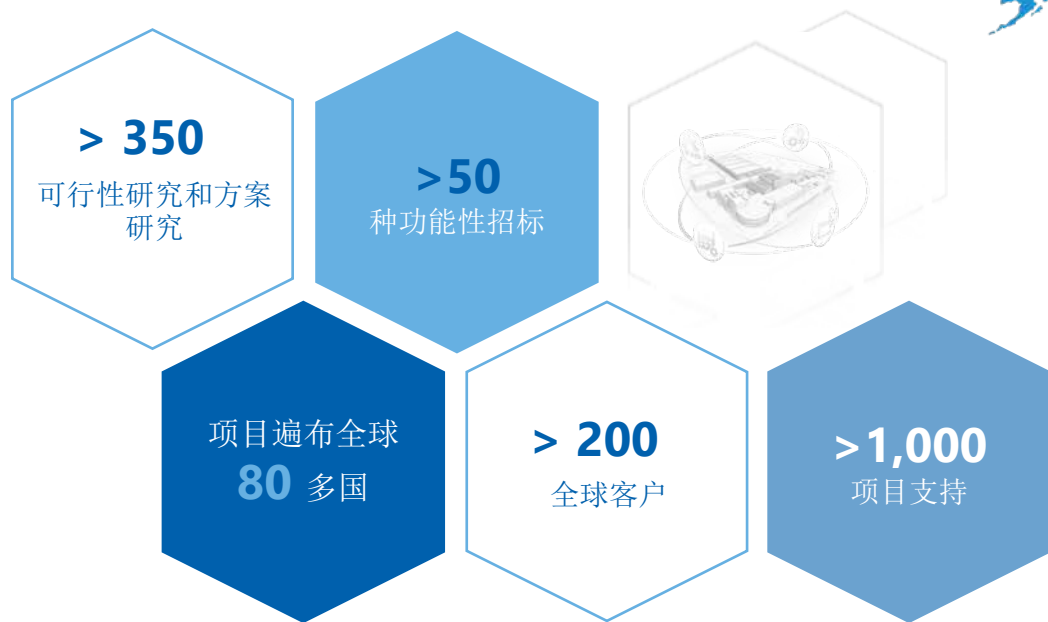 > 350
可行性研究和方案
研究
>50
种功能性招标
项目遍布全球
80 多国
> 200
全球客户
>1,000
项目支持